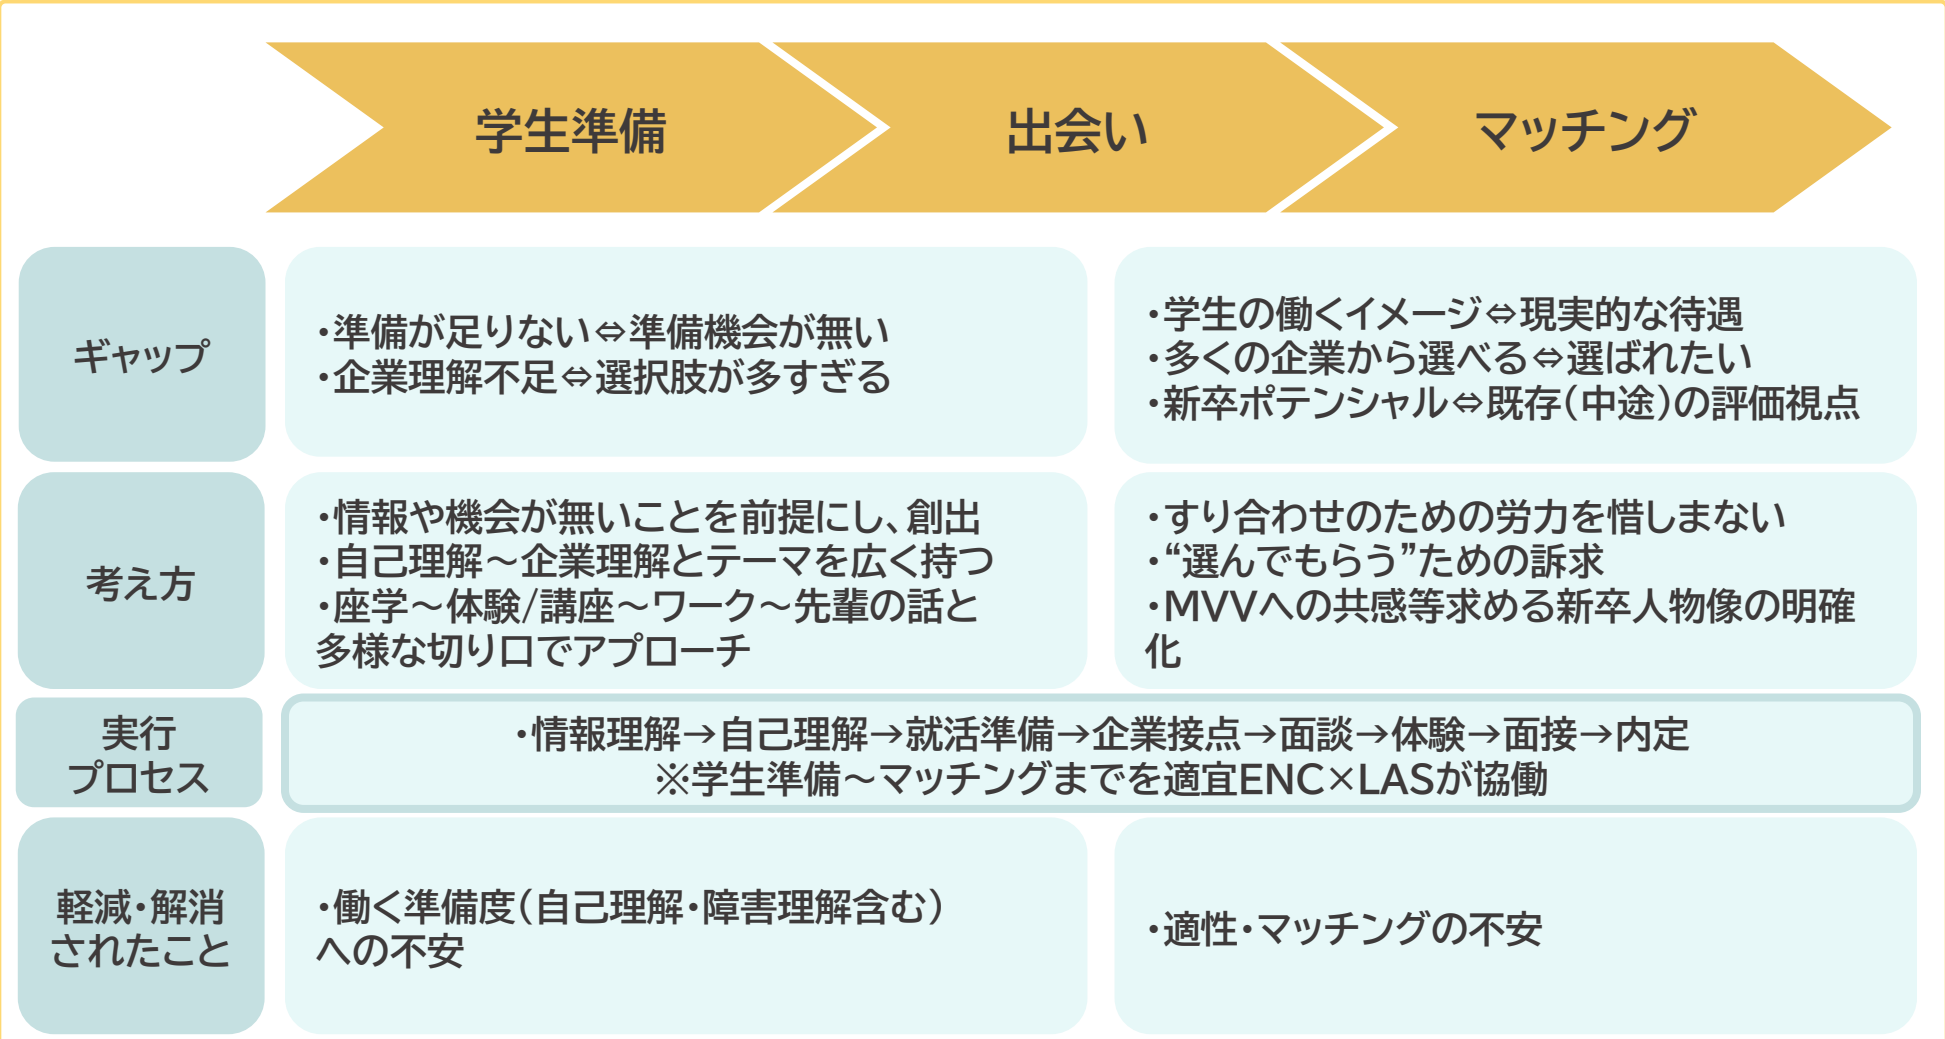 学生準備
出会い
マッチング
ギャップ
・準備が足りない⇔準備機会が無い
・企業理解不足⇔選択肢が多すぎる
・学生の働くイメージ⇔現実的な待遇
・多くの企業から選べる⇔選ばれたい
・新卒ポテンシャル⇔既存(中途)の評価視点
考え方
・情報や機会が無いことを前提にし、創出
・自己理解～企業理解とテーマを広く持つ
・座学～体験/講座～ワーク～先輩の話と
多様な切り口でアプローチ
・すり合わせのための労力を惜しまない
・“選んでもらう”ための訴求
・MVVへの共感等求める新卒人物像の明確
化
実行
プロセス
・情報理解→自己理解→就活準備→企業接点→面談→体験→面接→内定
※学生準備～マッチングまでを適宜ENC×LASが協働
軽減・解消
されたこと
・働く準備度(自己理解・障害理解含む)
への不安
・適性・マッチングの不安